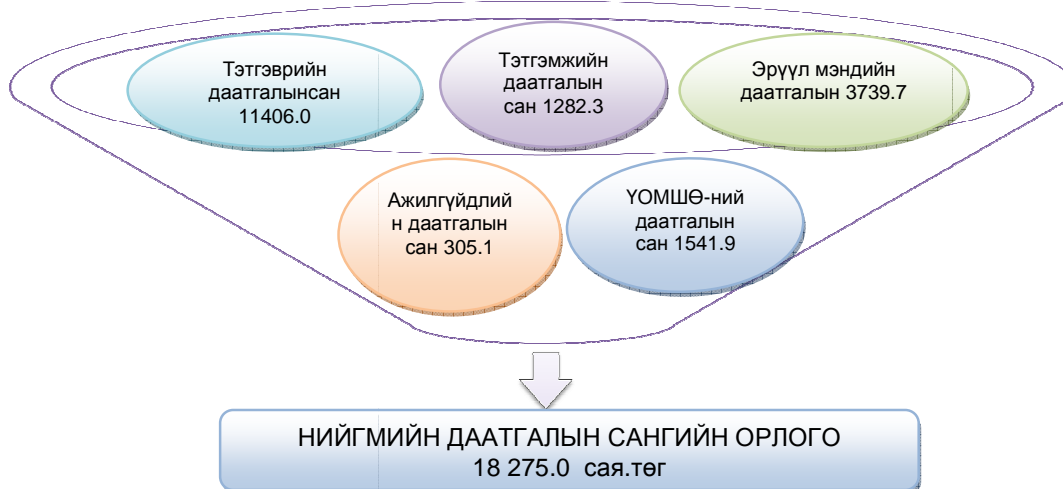 Тэтгэврийн
даатгалынсан
11406.0
Тэтгэмжийн
даатгалын
сан 1282.3
Эрүүл мэндийн
даатгалын 3739.7
Ажилгүйдлий
н даатгалын
сан 305.1
ҮОМШӨ-ний
даатгалын
сан 1541.9
НИЙГМИЙН ДААТГАЛЫН САНГИЙН ОРЛОГО
18 275.0 сая.төг